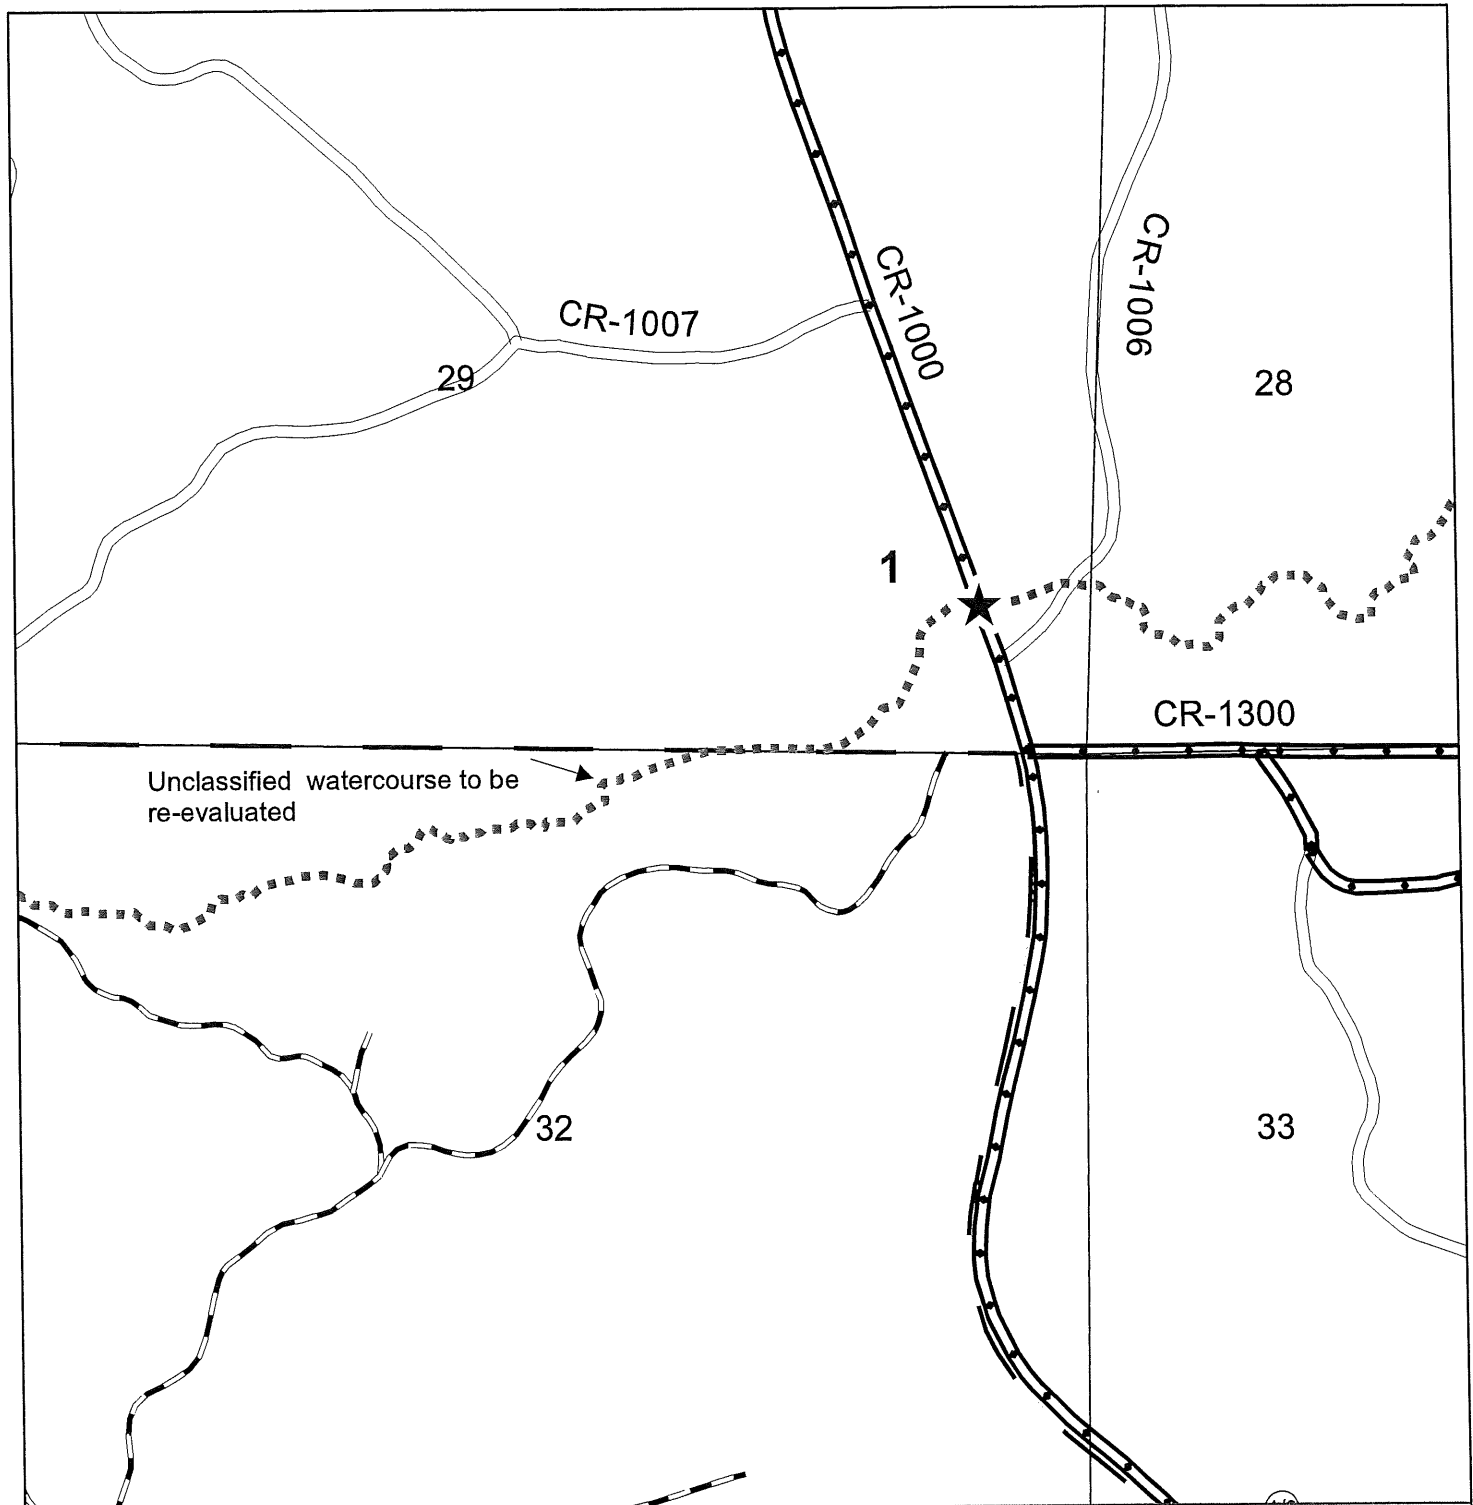 CR-1007
CR-1000
CR-1006
29
28
1
CR-1300
Unclassified watercourse to be
re-evaluated
32
33